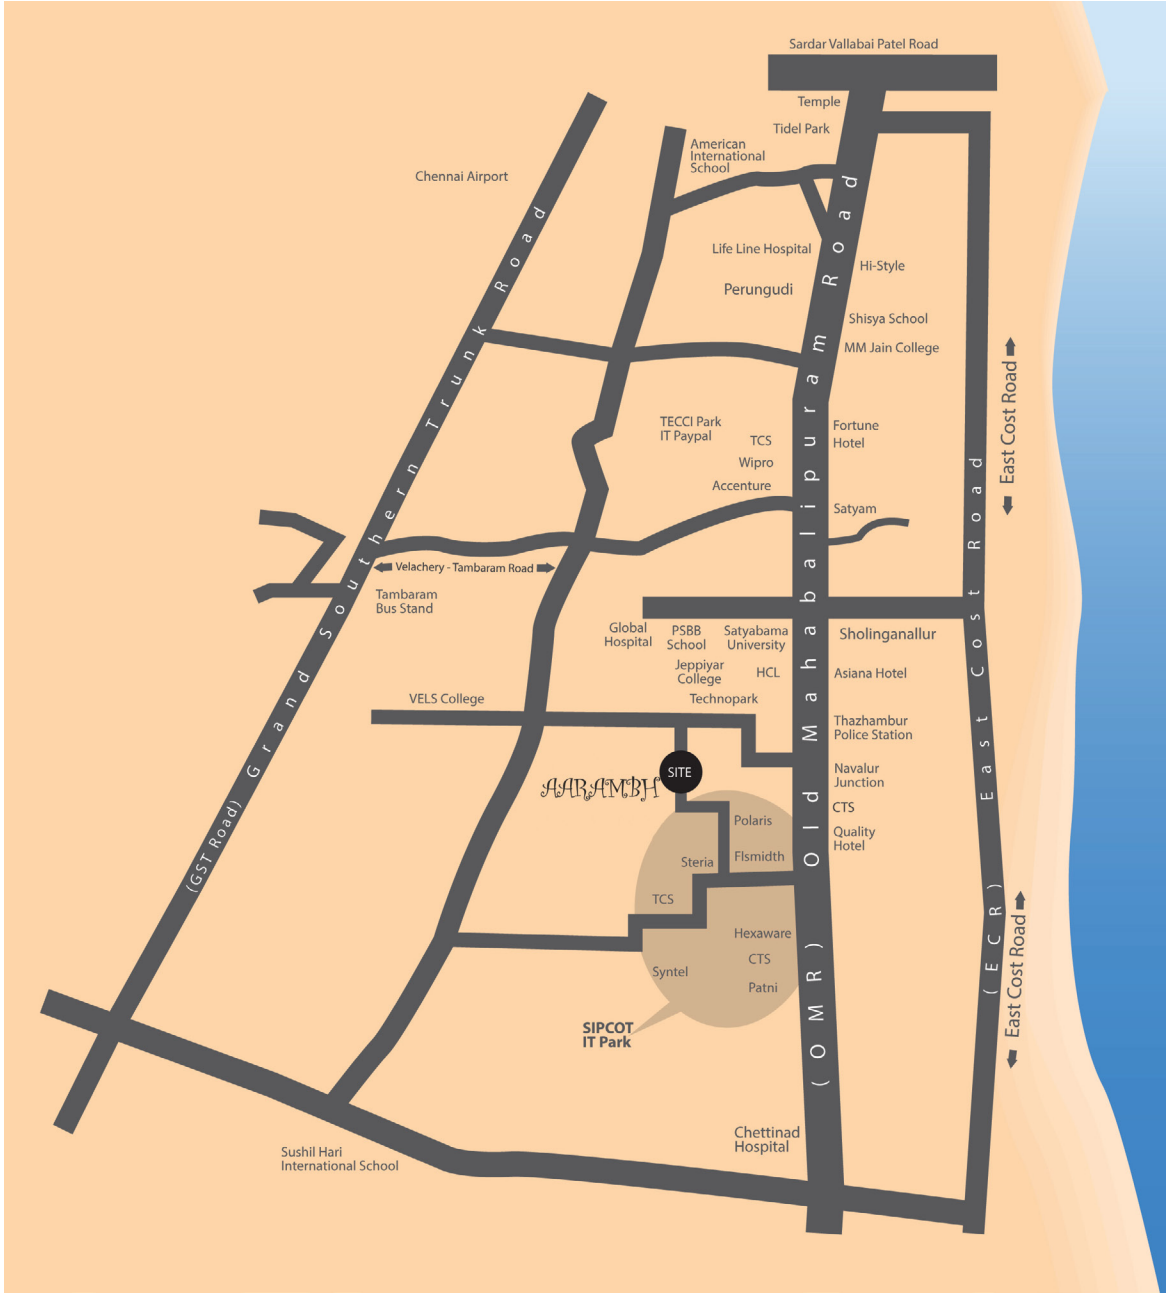 Sardar Vallabai Patel Road
Temple
Tidel Park
American
International
School
Chennai Airport
Life Line Hospital
Hi-Style
Perungudi
Shisya School
MM Jain College
East Cost Road
TECCI Park
IT Paypal
TCS
Wipro
Accenture
Fortune
Hotel
Satyam
Velachery - Tambaram Road
Tambaram
Bus Stand
Global
Hospital
PSBB
School
Satyabama
University
Sholinganallur
Jeppiyar
College
HCL
Asiana Hotel
Technopark
VELS College
Thazhambur
Police Station
SITE
AARAMBH
Navalur
Junction
CTS
Polaris
Quality
Hotel
Steria
Flsmidth
TCS
Hexaware
CTS
Syntel
Patni
SIPCOT
IT Park
East Cost Road
Chettinad
Hospital
Sushil Hari
International School
(GST Road) Grand Southern Trunk Road
(OMR) Old Mahabalipuram Road
(ECR) East Cost Road